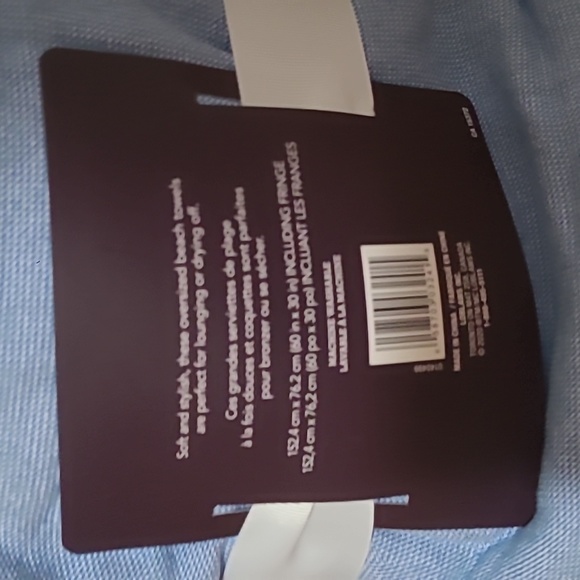 Soft and stylish, these oversized beach towels
are perfect for lounging or drying off.
Ces grandes serviettes de plage
à la fois douces et coquettes sont parfaites
pour bronzer ou se sécher.
152.4 cm x 76.2 cm (60 in x 30 in) INCLUDING FRINGE
152,4 cm x 76,2 cm (60 po x 30 po) INCLUANT LES FRANGES
MACHINE WASHABLE
LAVABLE À LA MACHINE
MADE IN CHINA / FABRIQUÉ EN CHINE